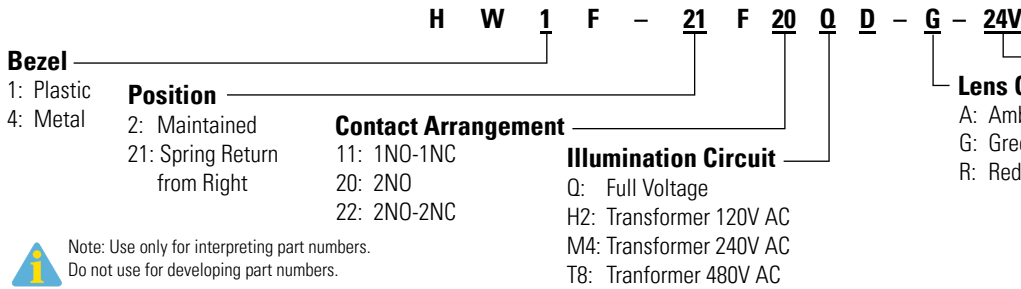 H W 1 F – 21 F 20 Q D – G – 24V
Bezel
1: Plastic
4: Metal
Position
2: Maintained
21: Spring Return
from Right
Contact Arrangement
11: 1NO-1NC
20: 2NO
22: 2NO-2NC
Illumination Circuit
Q: Full Voltage
H2: Transformer 120V AC
M4: Transformer 240V AC
T8: Tranformer 480V AC
Lens
A:
G:
R: Red
Note: Use only for interpreting part numbers.
Do not use for developing part numbers.